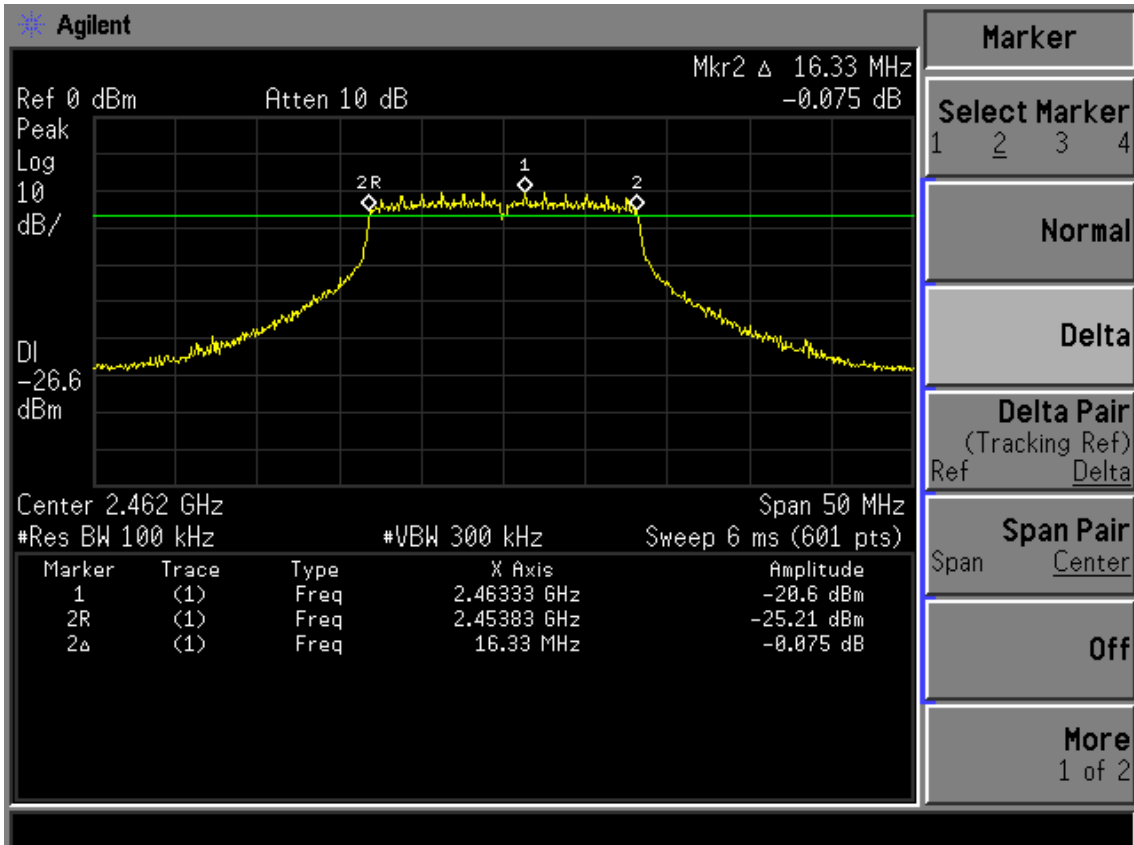 Agilent
Marker
Mkr2 Δ 16.33 MHz
Ref 0 dBm Atten 10 dB -0.075 dB
Peak
Log
10
dB/
1
2R
2
DI
-26.6
dBm
Center 2.462 GHz Span 50 MHz
#Res BW 100 kHz #VBW 300 kHz Sweep 6 ms (601 pts)
Marker Trace Type X Axis Amplitude
1 (1) Freq 2.46333 GHz -20.6 dBm
2R (1) Freq 2.45383 GHz -25.21 dBm
2Δ (1) Freq 16.33 MHz -0.075 dB
Select Marker
1 2 3 4
Normal
Delta
Delta Pair
(Tracking Ref)
Ref Delta
Span Pair
Span Center
Off
More
1 of 2